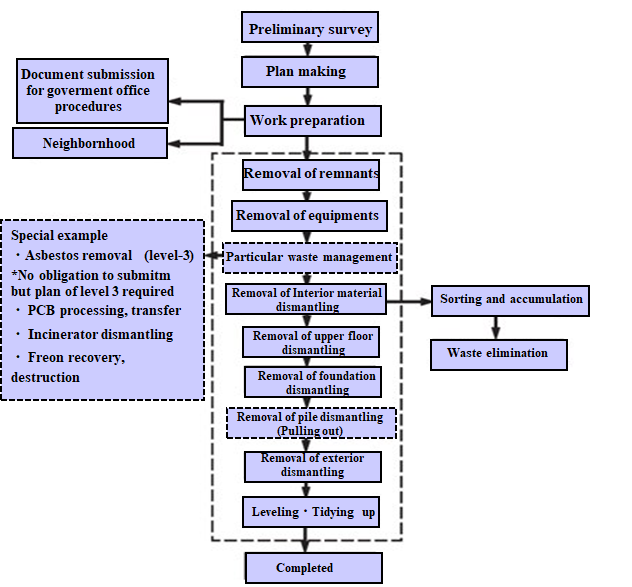 Preliminary survey
Plan making
Document submission
for goverment office
procedures
Work preparation
Neighbornhood
Removal of remnants
Removal of equipments
Special example
・Asbestos removal (level-3)
*No obligation to submitm
but plan of level 3 required
・PCB processing, transfer
・Incinerator dismantling
・Freon recovery,
destruction
Particular waste management
Removal of Interior material
dismantling
Sorting and accumulation
Waste elimination
Removal of upper floor
dismantling
Removal of foundation
dismantling
Removal of pile dismantling
(Pulling out)
Removal of exterior
dismantling
Leveling・Tidying up
Completed